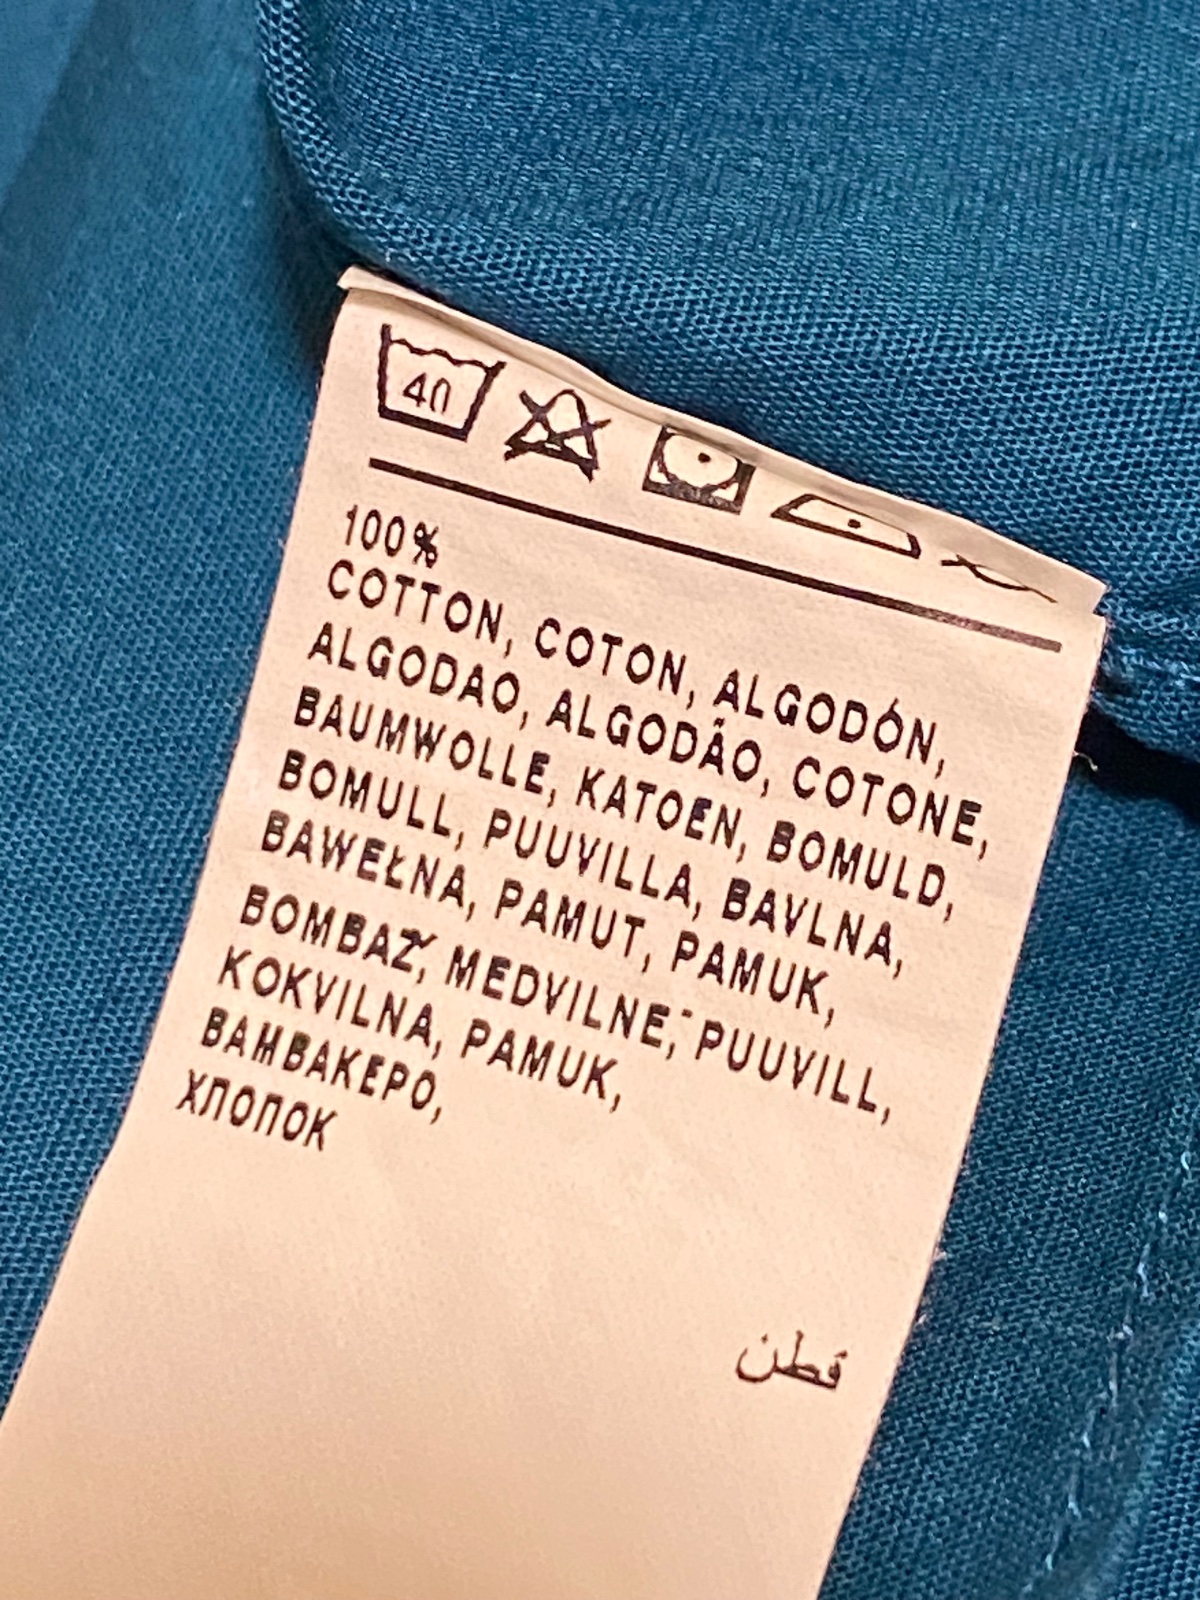 40
100%
COTTON, COTON, ALGODÓN,
ALGODAO, ALGODÃO, COTONE,
BAUMWOLLE, KATOEN, BOMULD,
BOMULL, PUUVILLA, BAVLNA,
BAWEŁNA, PAMUT, PAMUK,
BOMBAŽ, MEDVILNE, PUUVILL,
KOKVILNA, PAMUK,
ΒΑΜΒΑΚΕΡΟ,
ХЛОПОК
قطن